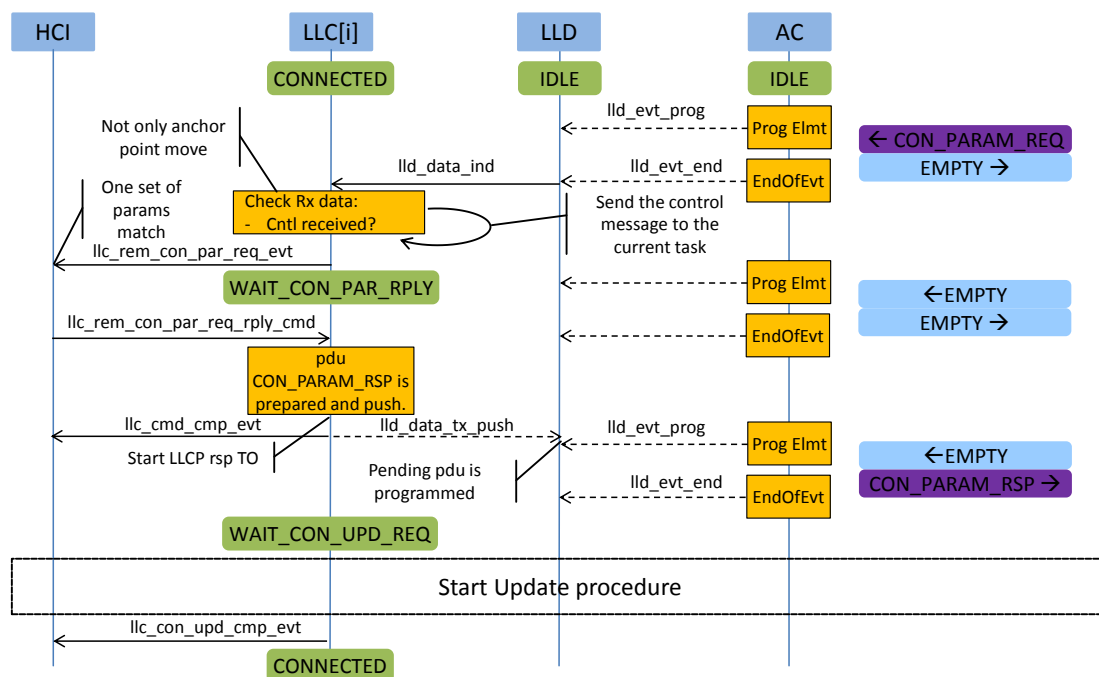 HCI
LLC[i]
LLD
AC
CONNECTED
IDLE
IDLE
lld_evt_prog
Prog Elmt
← CON_PARAM_REQ
EMPTY →
Not only anchor
point move
lld_data_ind
lld_evt_end
EndOfEvt
One set of
params
match
Check Rx data:
- Cntl received?
Send the control
message to the
current task
llc_rem_con_par_req_evt
WAIT_CON_PAR_RPLY
Prog Elmt
←EMPTY
EMPTY →
llc_rem_con_par_req_rply_cmd
EndOfEvt
pdu
CON_PARAM_RSP is
prepared and push.
llc_cmd_cmp_evt
lld_data_tx_push
lld_evt_prog
Prog Elmt
←EMPTY
CON_PARAM_RSP →
Start LLCP rsp TO
Pending pdu is
programmed
lld_evt_end
EndOfEvt
WAIT_CON_UPD_REQ
Start Update procedure
llc_con_upd_cmp_evt
CONNECTED